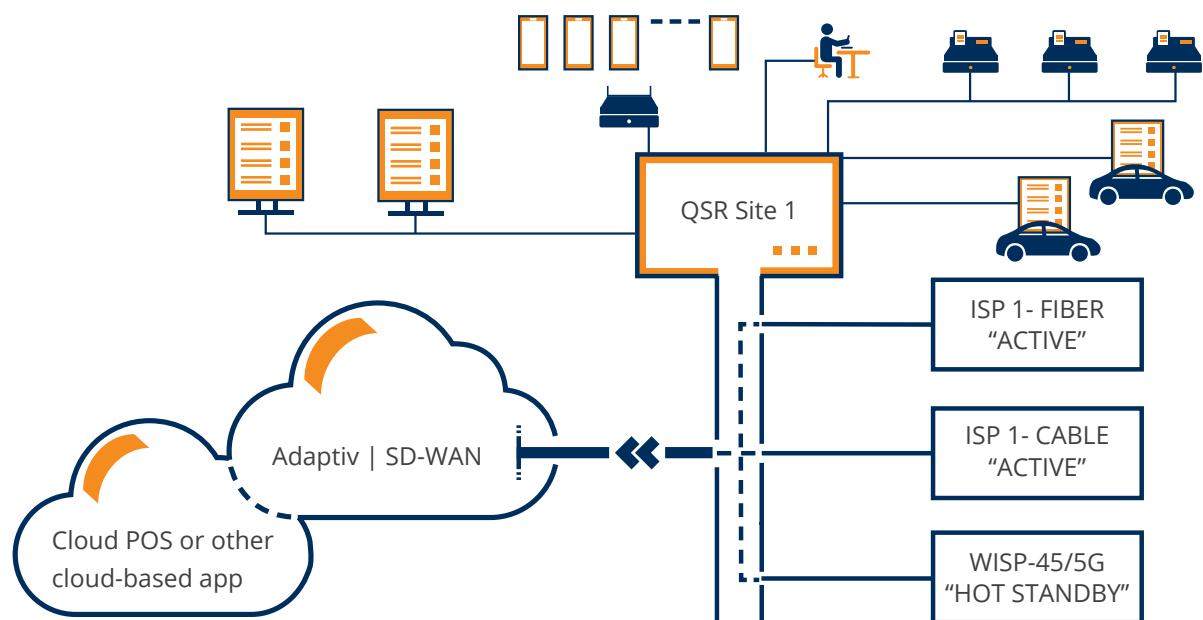 QSR Site 1
ISP 1- FIBER
“ACTIVE”
Adaptiv | SD-WAN
ISP 1- CABLE
“ACTIVE”
Cloud POS or other
cloud-based app
WISP-45/5G
“HOT STANDBY”